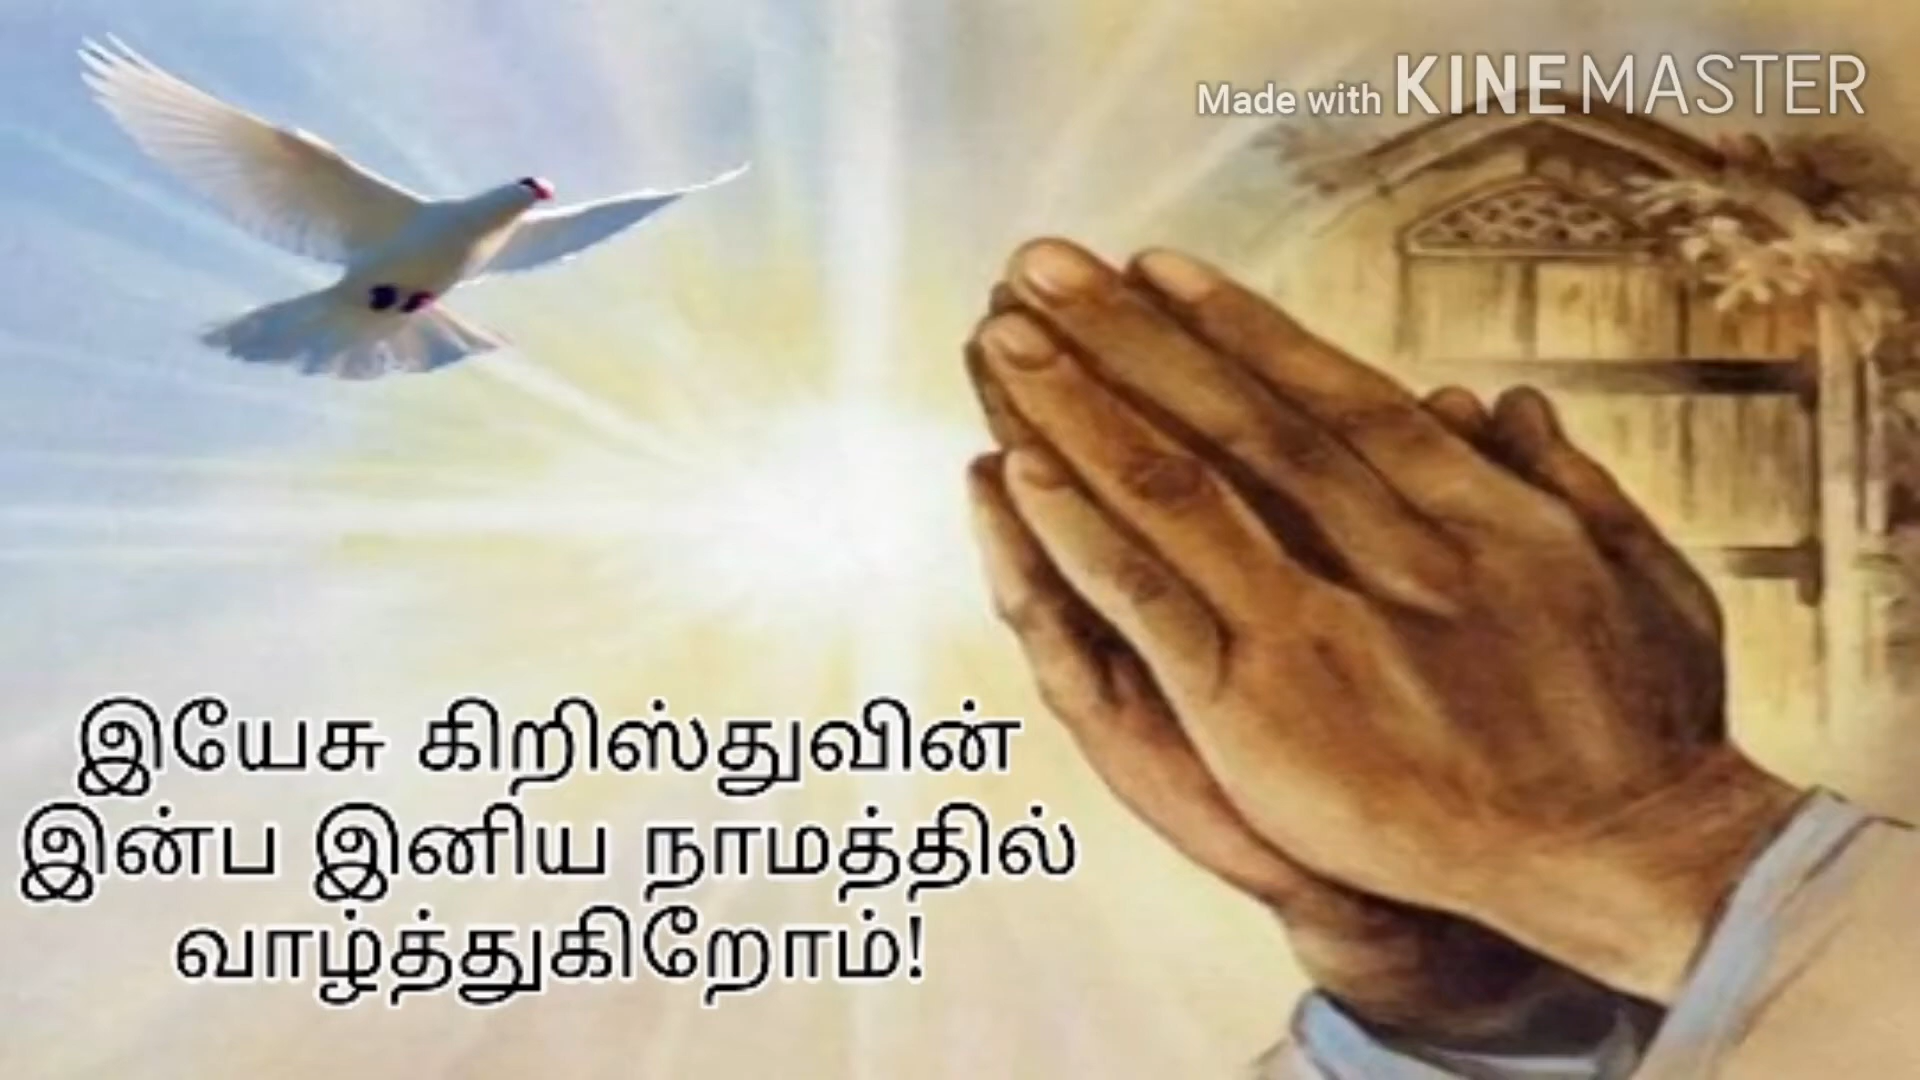 Made with KINEMASTER
இயேசு கிறிஸ்துவின்
இன்ப இனிய நாமத்தில்
வாழ்த்துகிறோம்!